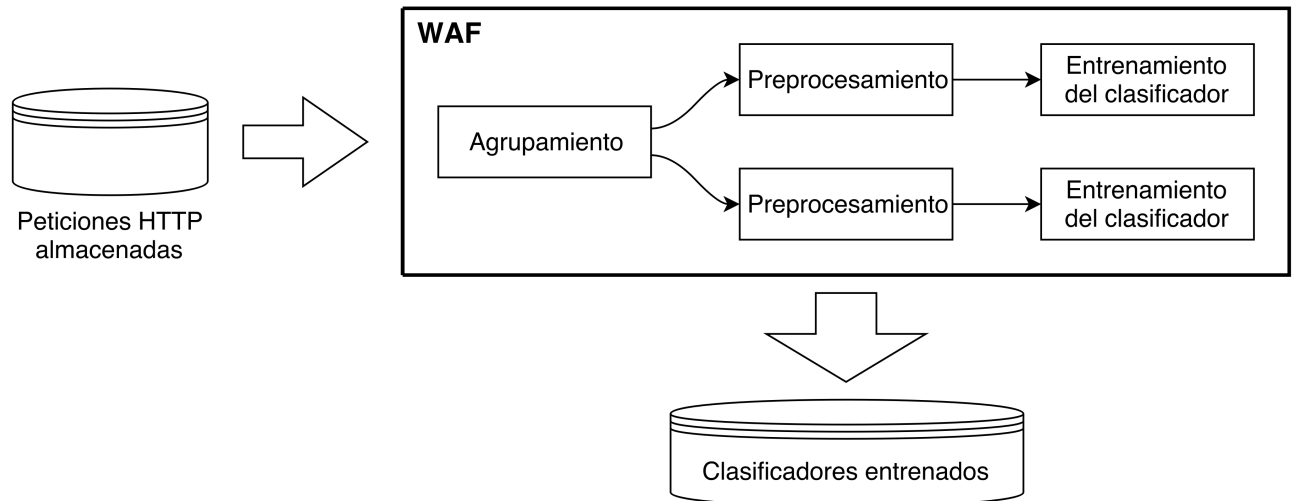 WAF
Peticiones HTTP
almacenadas
Agrupamiento
Preprocesamiento
Entrenamiento
del clasificador
Preprocesamiento
Entrenamiento
del clasificador
Clasificadores entrenados